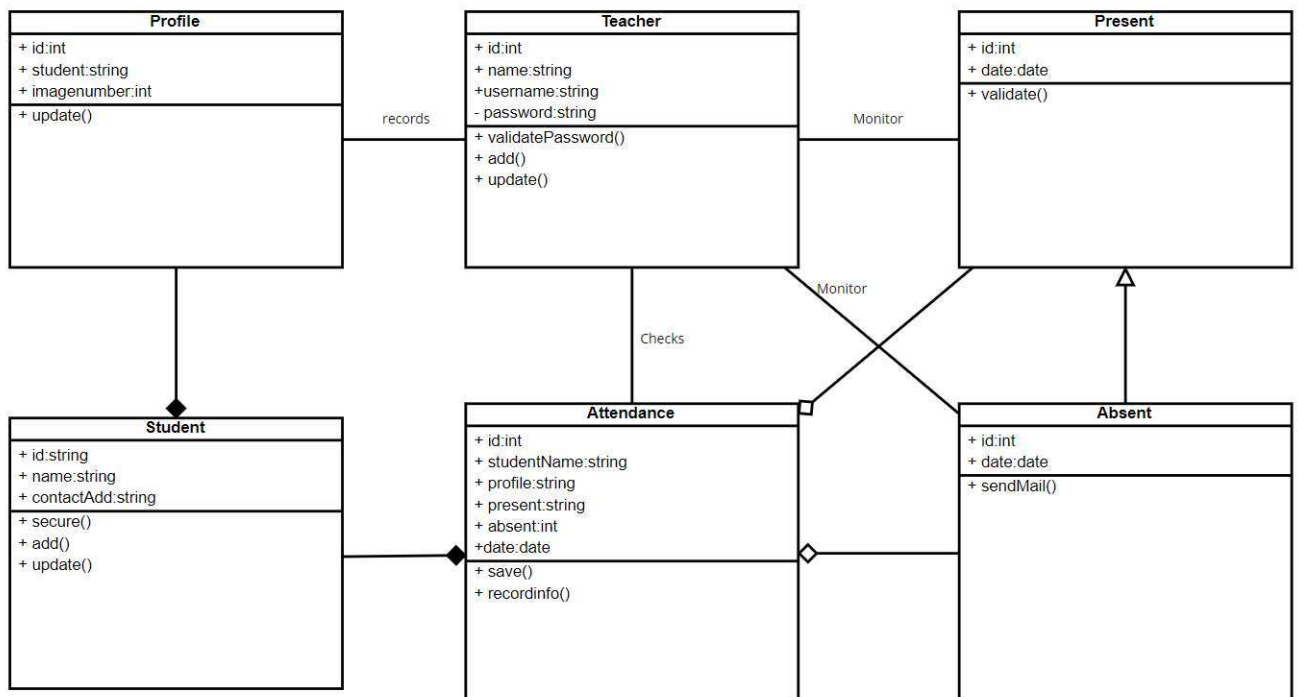 Profile
+ id:int
+ student:string
+ imagenumber:int
+ update()
records
Teacher
+ id:int
+ name:string
+username:string
- password:string
+ validatePassword()
+ add()
+ update()
Monitor
Present
+ id:int
+ date:date
+ validate()
Monitor
Checks
Student
+ id:string
+ name:string
+ contactAdd:string
+ secure()
+ add()
+ update()
Attendance
+ id:int
+ studentName:string
+ profile:string
+ present:string
+ absent:int
+date:date
+ save()
+ recordinfo()
Absent
+ id:int
+ date:date
+ sendMail()